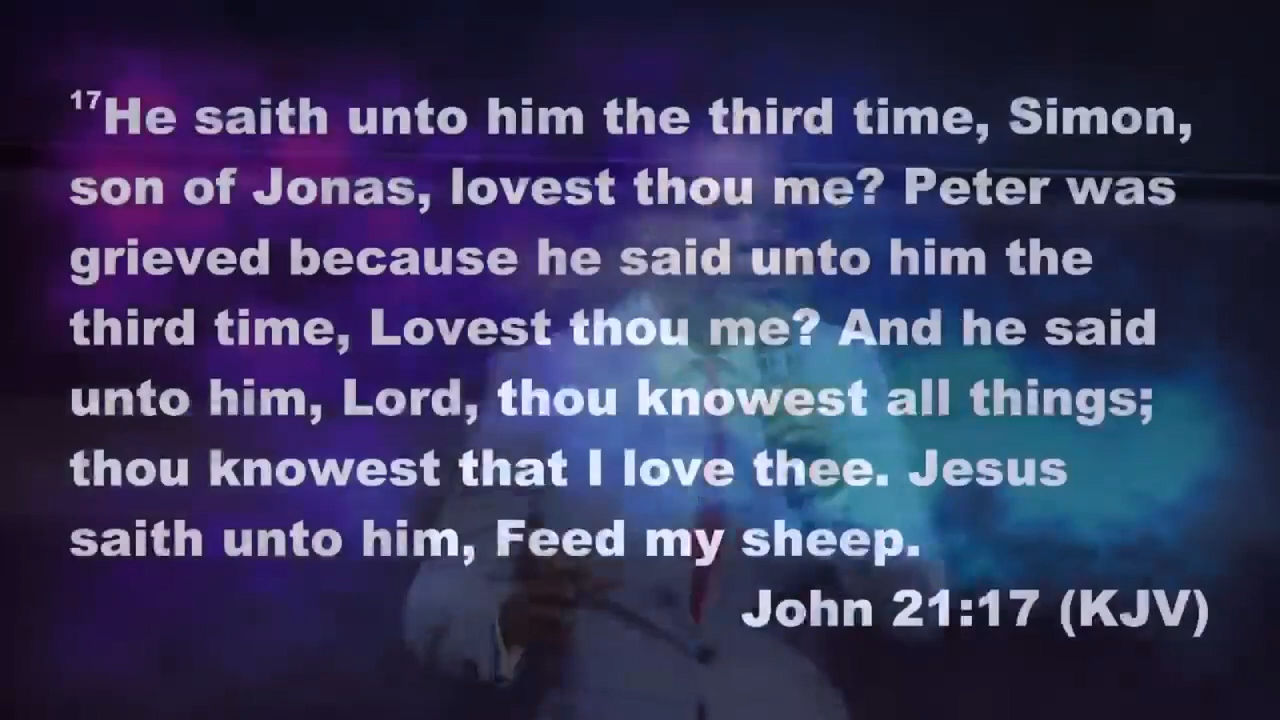 17He saith unto him the third time, Simon,
son of Jonas, lovest thou me? Peter was
grieved because he said unto him the
third time, Lovest thou me? And he said
unto him, Lord, thou knowest all things;
thou knowest that I love thee. Jesus
saith unto him, Feed my sheep.
John 21:17 (KJV)